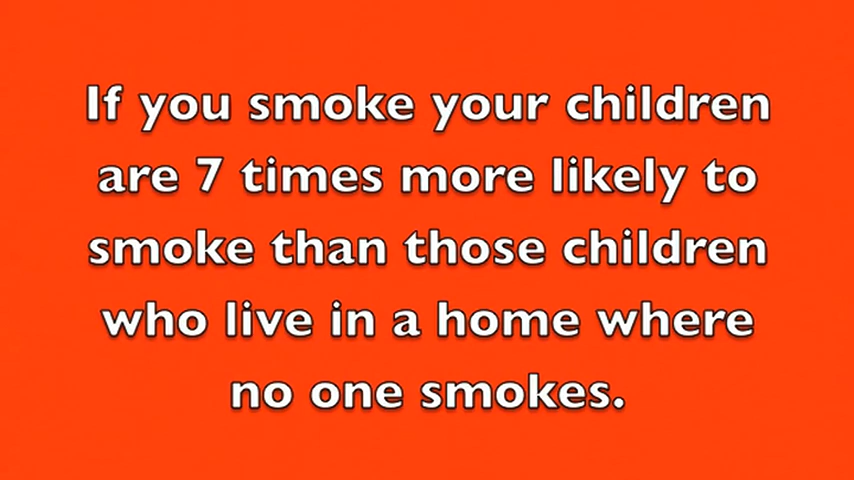 If you smoke your children
are 7 times more likely to
smoke than those children
who live in a home where
no one smokes.